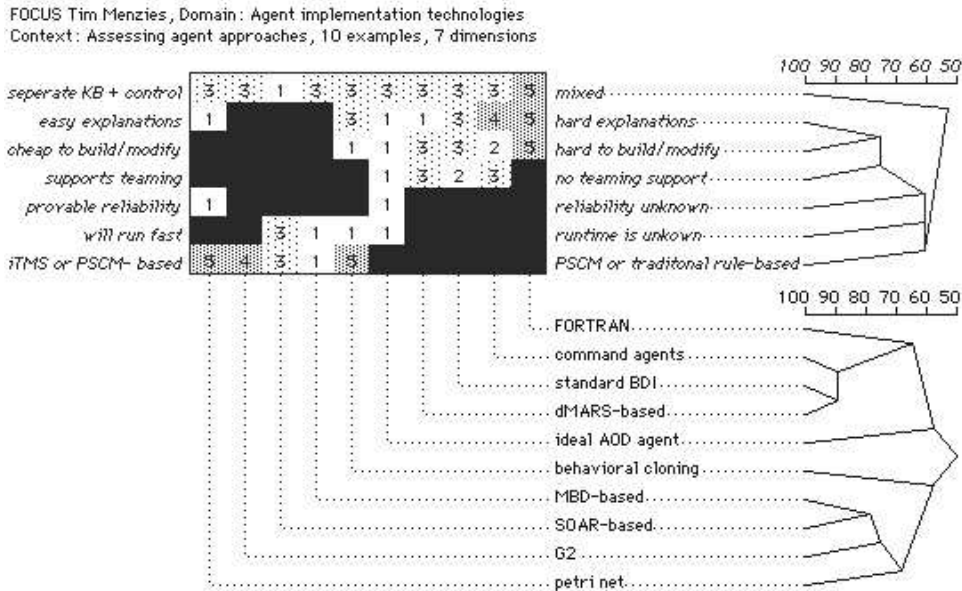 FOCUS Tim Menzies, Domain: Agent implementation technologies
Context: Assessing agent approaches, 10 examples, 7 dimensions
100 90 80 70 60 50
seperate KB + control 3 3 1 3 3 3 3 3 3 5 mixed
easy explanations 1 3 1 1 3 4 5 hard explanations
cheap to build/modify 1 1 3 3 2 5 hard to build/modify
supports teaming 1 3 2 3 no teaming support
provable reliability 1 1 reliability unknown
will run fast 3 1 1 1 runtime is unkown
iTMS or PSCM- based 5 4 3 1 5 PSCM or traditonal rule-based
100 90 80 70 60 50
FORTRAN
command agents
standard BDI
dMARS-based
ideal AOD agent
behavioral cloning
MBD-based
SOAR-based
G2
petri net